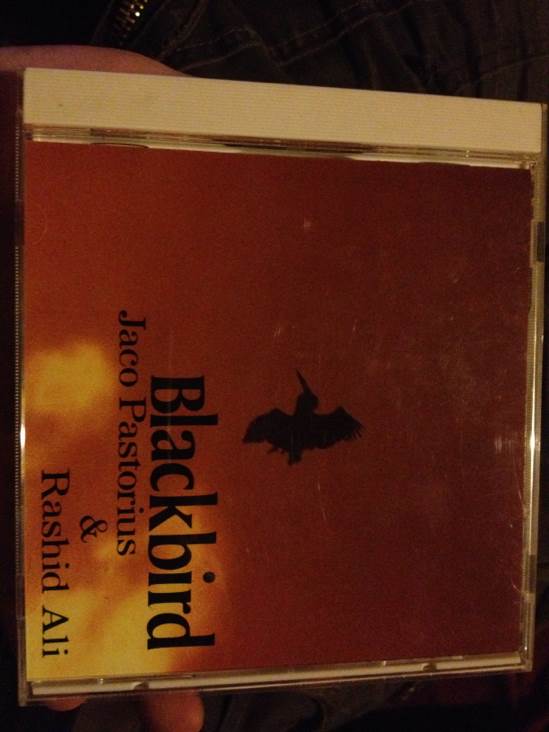 Blackbird
Jaco Pastorius
&
Rashid Ali